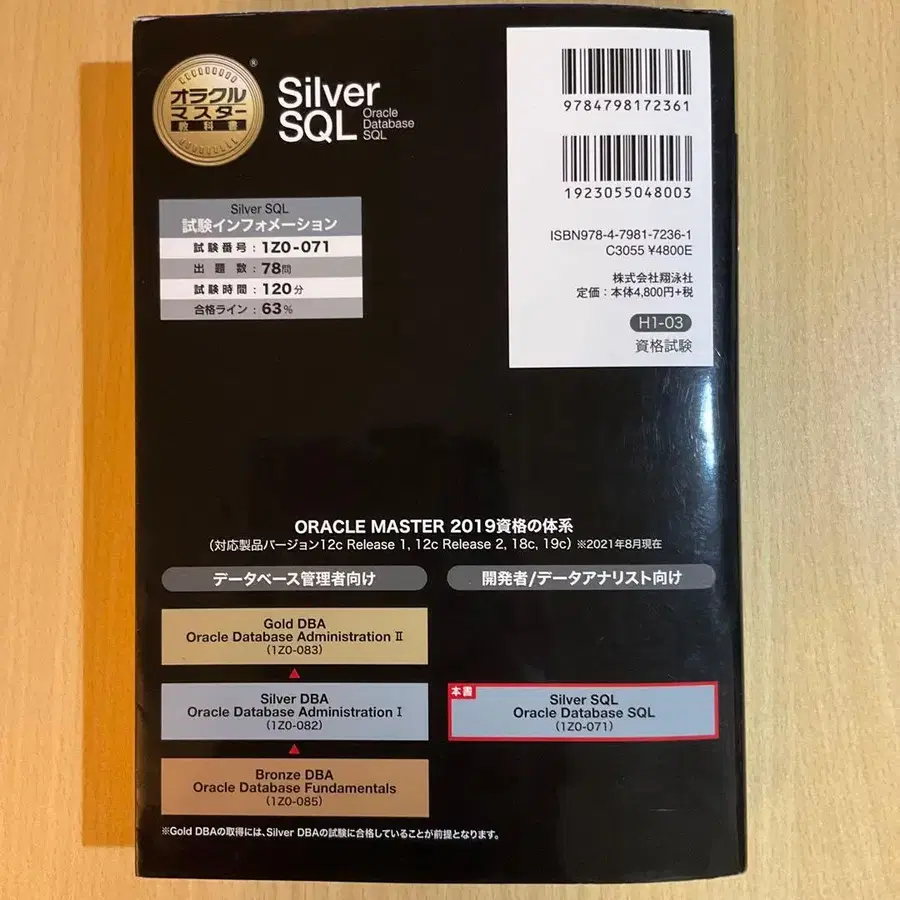 オラクル
マスター
教科書
®
Silver
SQL
Oracle
Database
SQL
9784798172361
1923055048003
ISBN978-4-7981-7236-1
C3055 ¥4800E
株式会社翔泳社
定価：本体4,800円+税
H1-03
資格試験
Silver SQL
試験インフォメーション
試験番号：1Z0-071
出題数：78問
試験時間：120分
合格ライン：63%
ORACLE MASTER 2019資格の体系
（対応製品バージョン12c Release 1, 12c Release 2, 18c, 19c）※2021年8月現在
データベース管理者向け
開発者/データアナリスト向け
Gold DBA
Oracle Database Administration Ⅱ
（1Z0-083）
Silver DBA
Oracle Database Administration Ⅰ
（1Z0-082）
本書
Silver SQL
Oracle Database SQL
（1Z0-071）
Bronze DBA
Oracle Database Fundamentals
（1Z0-085）
※Gold DBAの取得には、Silver DBAの試験に合格していることが前提となります。